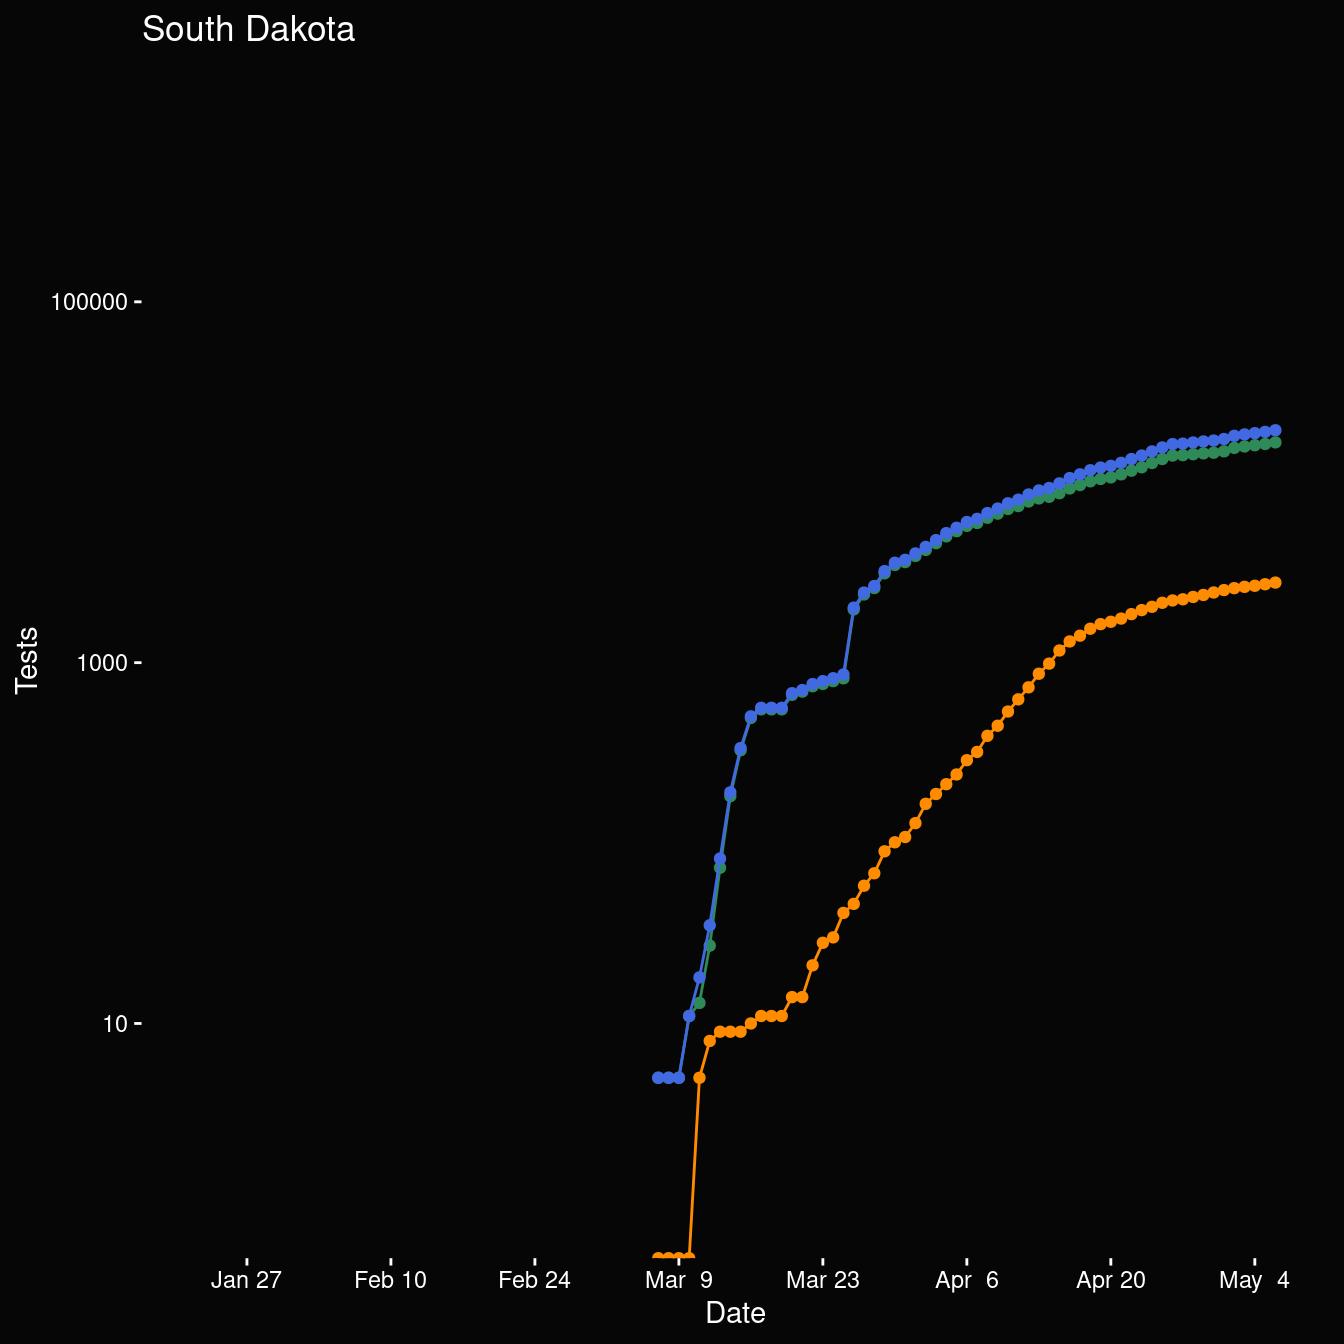 South Dakota
100000
1000
10
Tests
Jan 27
Feb 10
Feb 24
Mar  9
Mar 23
Apr  6
Apr 20
May  4
Date